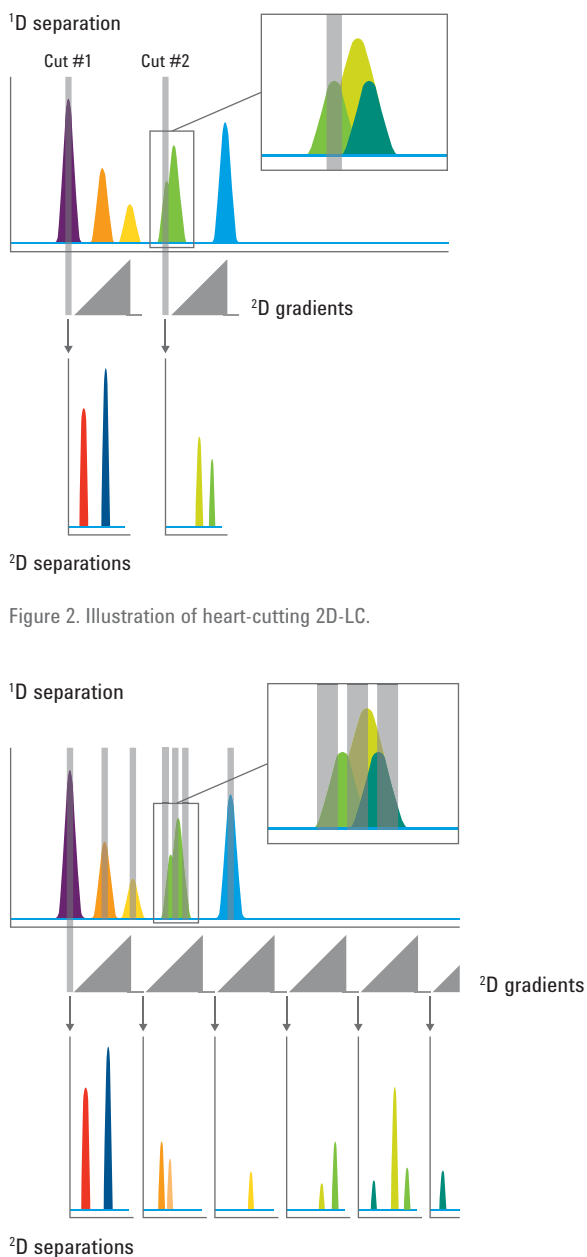 ¹D separation
Cut #1 Cut #2
²D gradients
²D separations
Figure 2. Illustration of heart-cutting 2D-LC.
¹D separation
²D gradients
²D separations